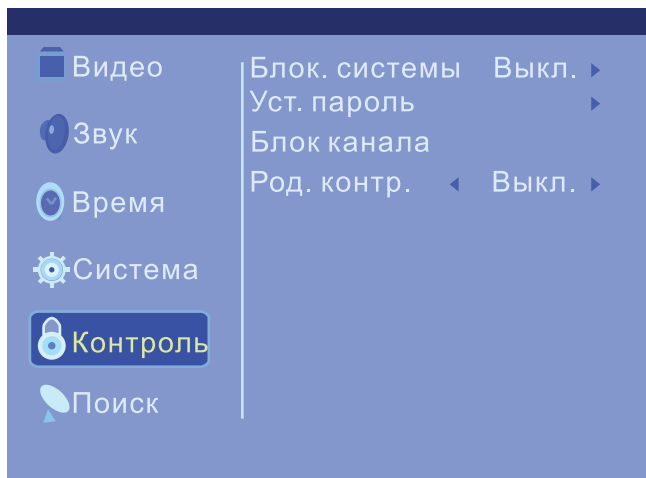 Видео
Звук
Время
Система
Контроль
Поиск
Блок. системы Выкл.
Уст. пароль
Блок канала
Род. контр. Выкл.